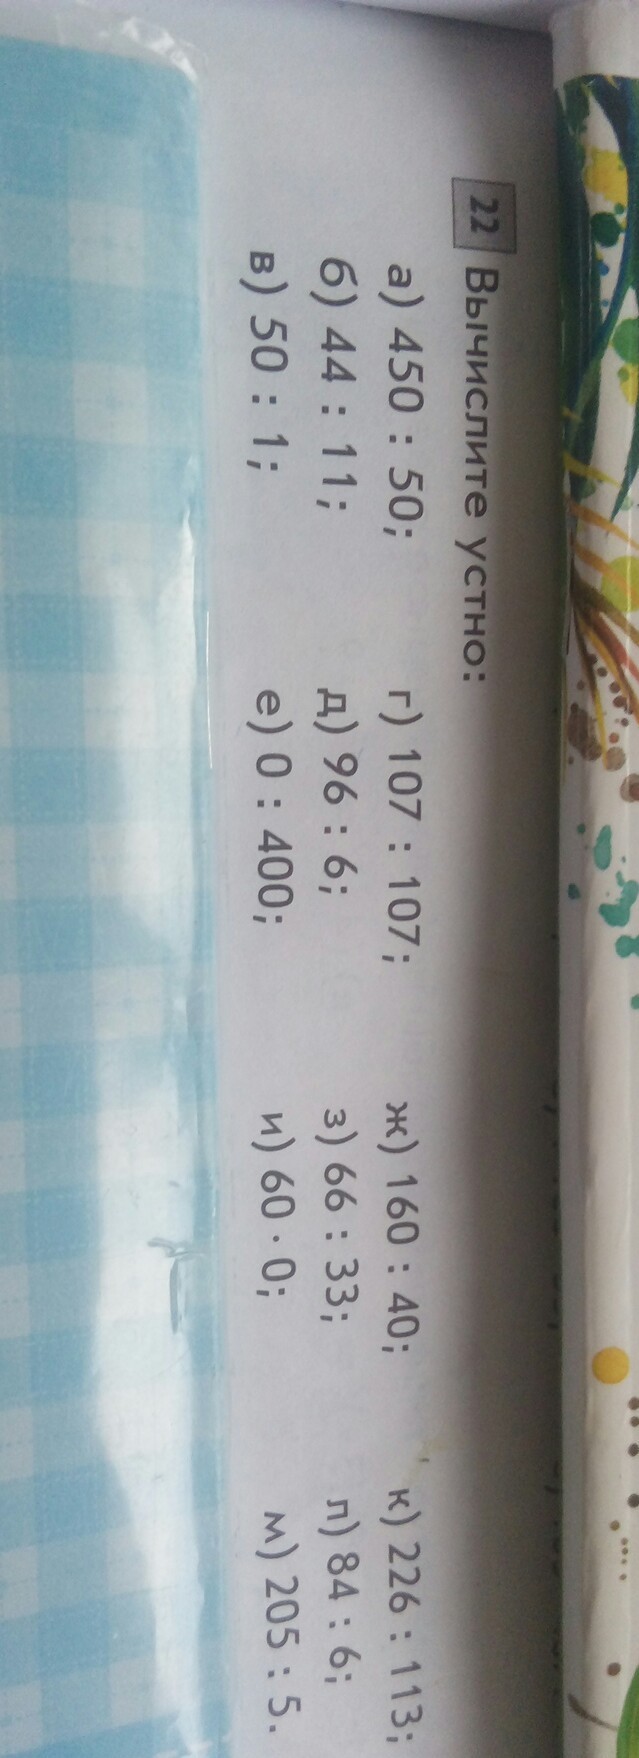 22 Вычислите устно:
а) 450 : 50; г) 107 : 107; ж) 160 : 40; к) 226 : 113;
б) 44 : 11; д) 96 : 6; з) 66 : 33; л) 84 : 6;
в) 50 : 1; е) 0 : 400; и) 60 · 0; м) 205 : 5.